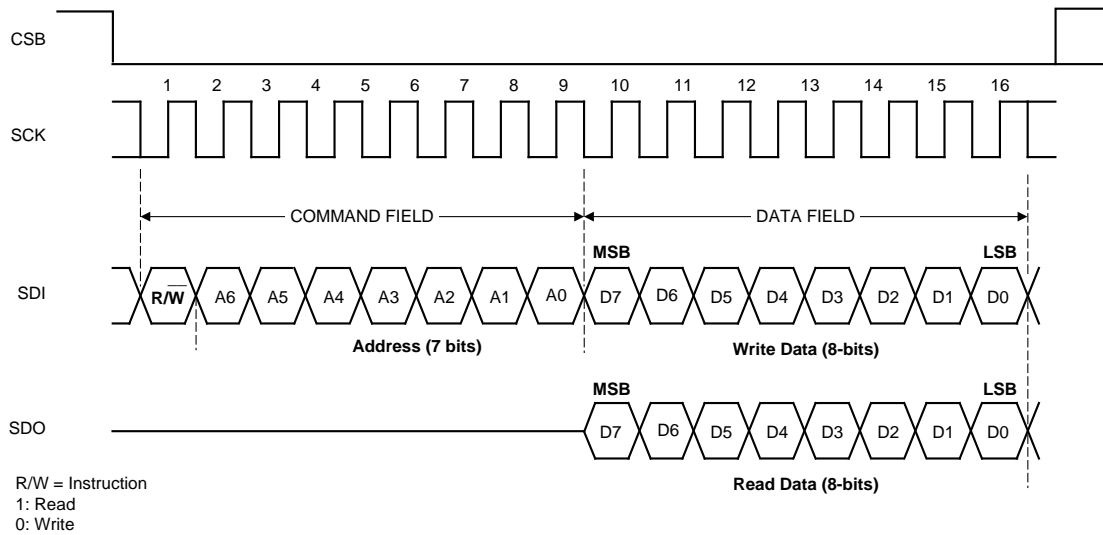 CSB
1 2 3 4 5 6 7 8 9 10 11 12 13 14 15 16
SCK
COMMAND FIELD DATA FIELD
MSB LSB
SDI R/W A6 A5 A4 A3 A2 A1 A0 D7 D6 D5 D4 D3 D2 D1 D0
Address (7 bits) Write Data (8-bits)
MSB LSB
SDO D7 D6 D5 D4 D3 D2 D1 D0
R/W = Instruction Read Data (8-bits)
1: Read
0: Write